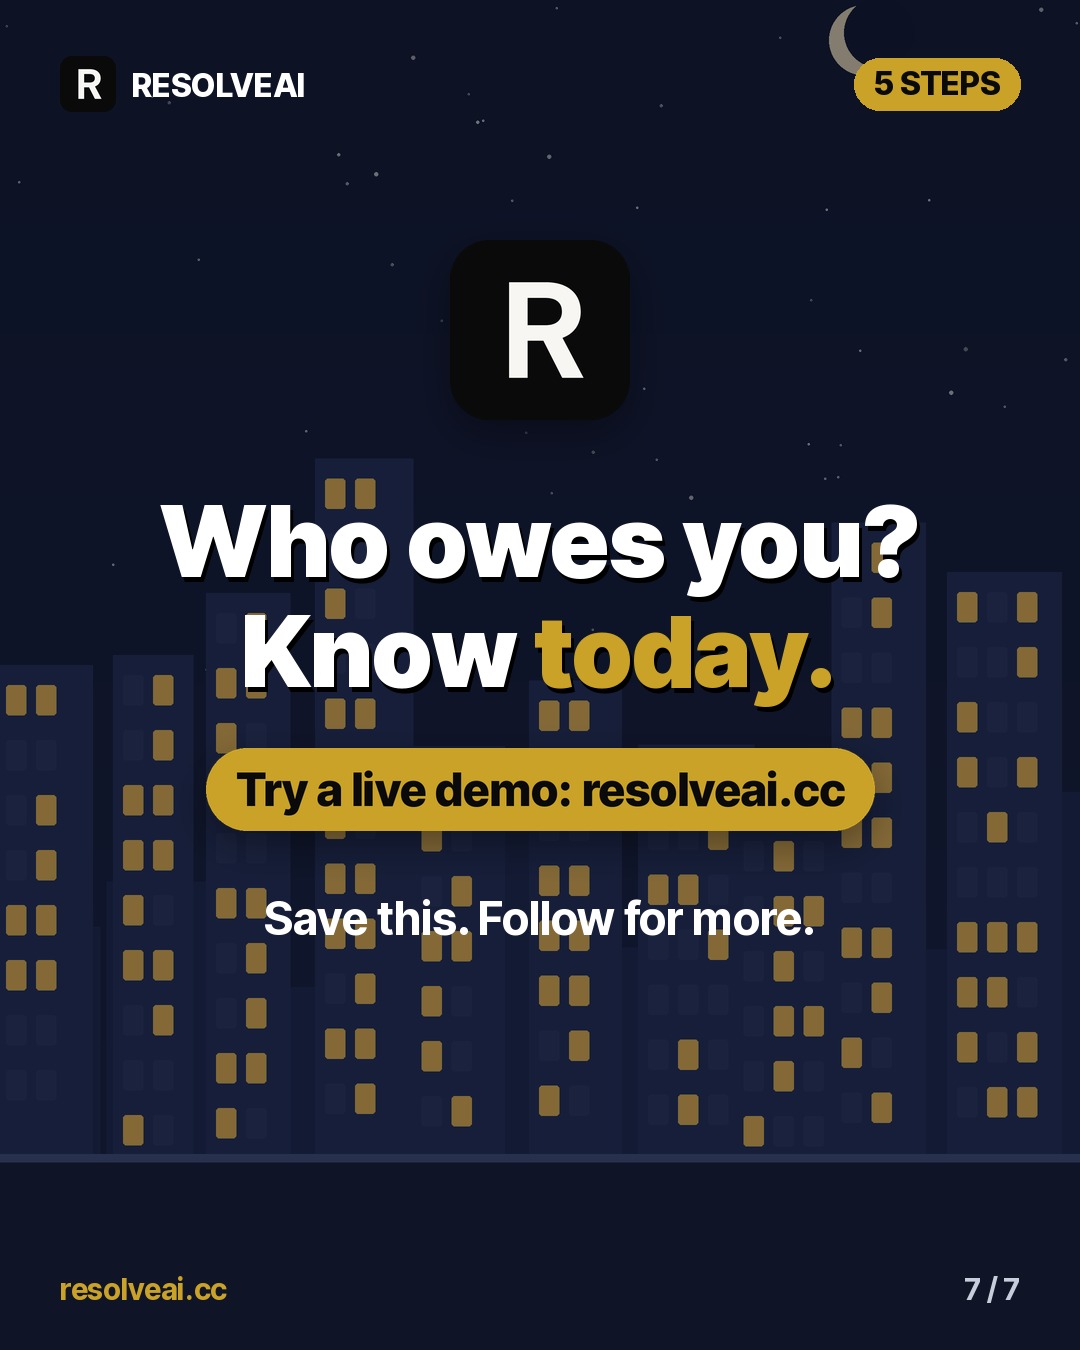 R RESOLVEAI
5 STEPS
R
Who owes you?
Know today.
Try a live demo: resolveai.cc
Save this. Follow for more.
resolveai.cc
7 / 7